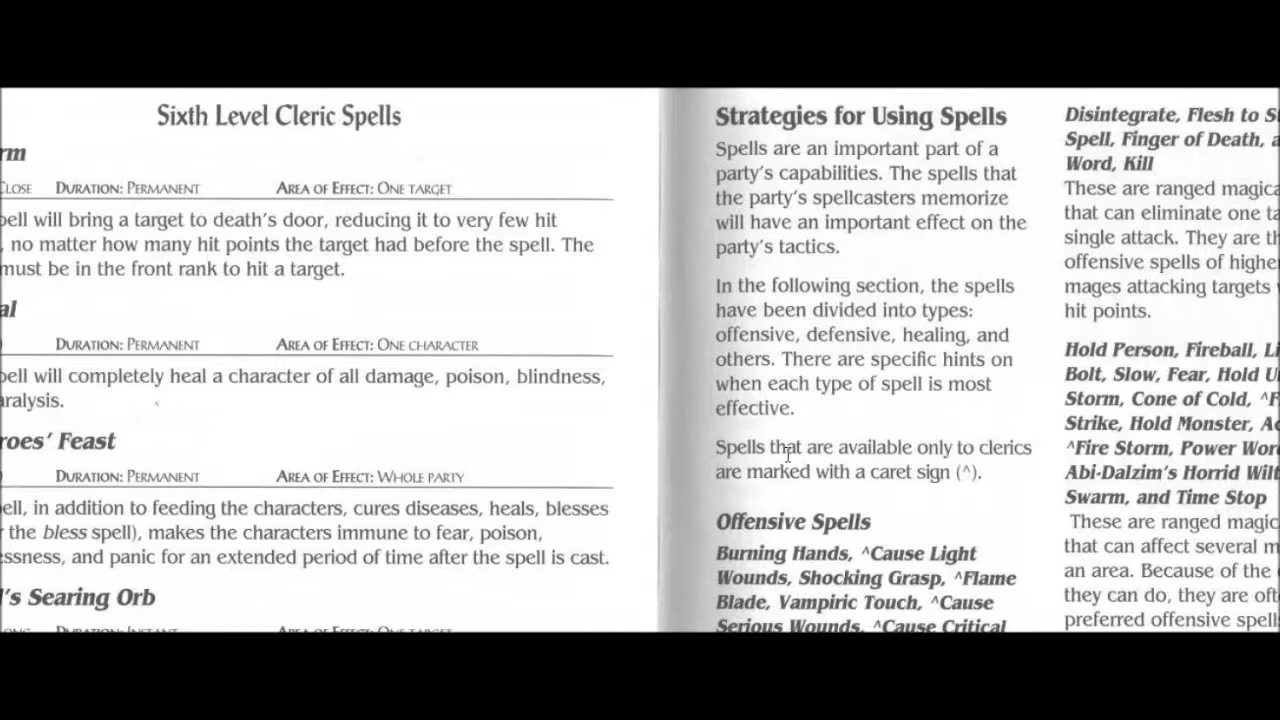 Sixth Level Cleric Spells
rm
CLOSE DURATION: PERMANENT AREA OF EFFECT: ONE TARGET
pell will bring a target to death's door, reducing it to very few hit
, no matter how many hit points the target had before the spell. The
must be in the front rank to hit a target.
al
DURATION: PERMANENT AREA OF EFFECT: ONE CHARACTER
pell will completely heal a character of all damage, poison, blindness,
aralysis.
roes' Feast
DURATION: PERMANENT AREA OF EFFECT: WHOLE PARTY
ell, in addition to feeding the characters, cures diseases, heals, blesses
the bless spell), makes the characters immune to fear, poison,
ssness, and panic for an extended period of time after the spell is cast.
l's Searing Orb
DURATION: INSTANT AREA OF EFFECT: ONE TARGET
Strategies for Using Spells
Spells are an important part of a
party's capabilities. The spells that
the party's spellcasters memorize
will have an important effect on the
party's tactics.
In the following section, the spells
have been divided into types:
offensive, defensive, healing, and
others. There are specific hints on
when each type of spell is most
effective.
Spells that are available only to clerics
are marked with a caret sign (^).
Offensive Spells
Burning Hands, ^Cause Light
Wounds, Shocking Grasp, ^Flame
Blade, Vampiric Touch, ^Cause
Serious Wounds, ^Cause Critical
Disintegrate, Flesh to S
Spell, Finger of Death, a
Word, Kill
These are ranged magica
that can eliminate one ta
single attack. They are th
offensive spells of highe
mages attacking targets
hit points.
Hold Person, Fireball, Li
Bolt, Slow, Fear, Hold U
Storm, Cone of Cold, ^F
Strike, Hold Monster, Ac
^Fire Storm, Power Wor
Abi-Dalzim's Horrid Wilt
Swarm, and Time Stop
These are ranged magic
that can affect several m
an area. Because of the
they can do, they are oft
preferred offensive spell